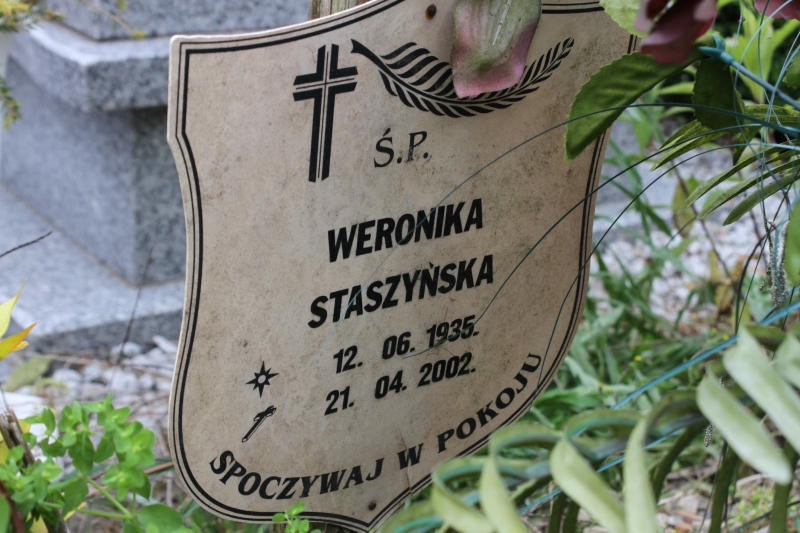 Ś.P.
WERONIKA
STASZYŃSKA
12. 06. 1935.
21. 04. 2002.
SPOCZYWAJ W POKOJU